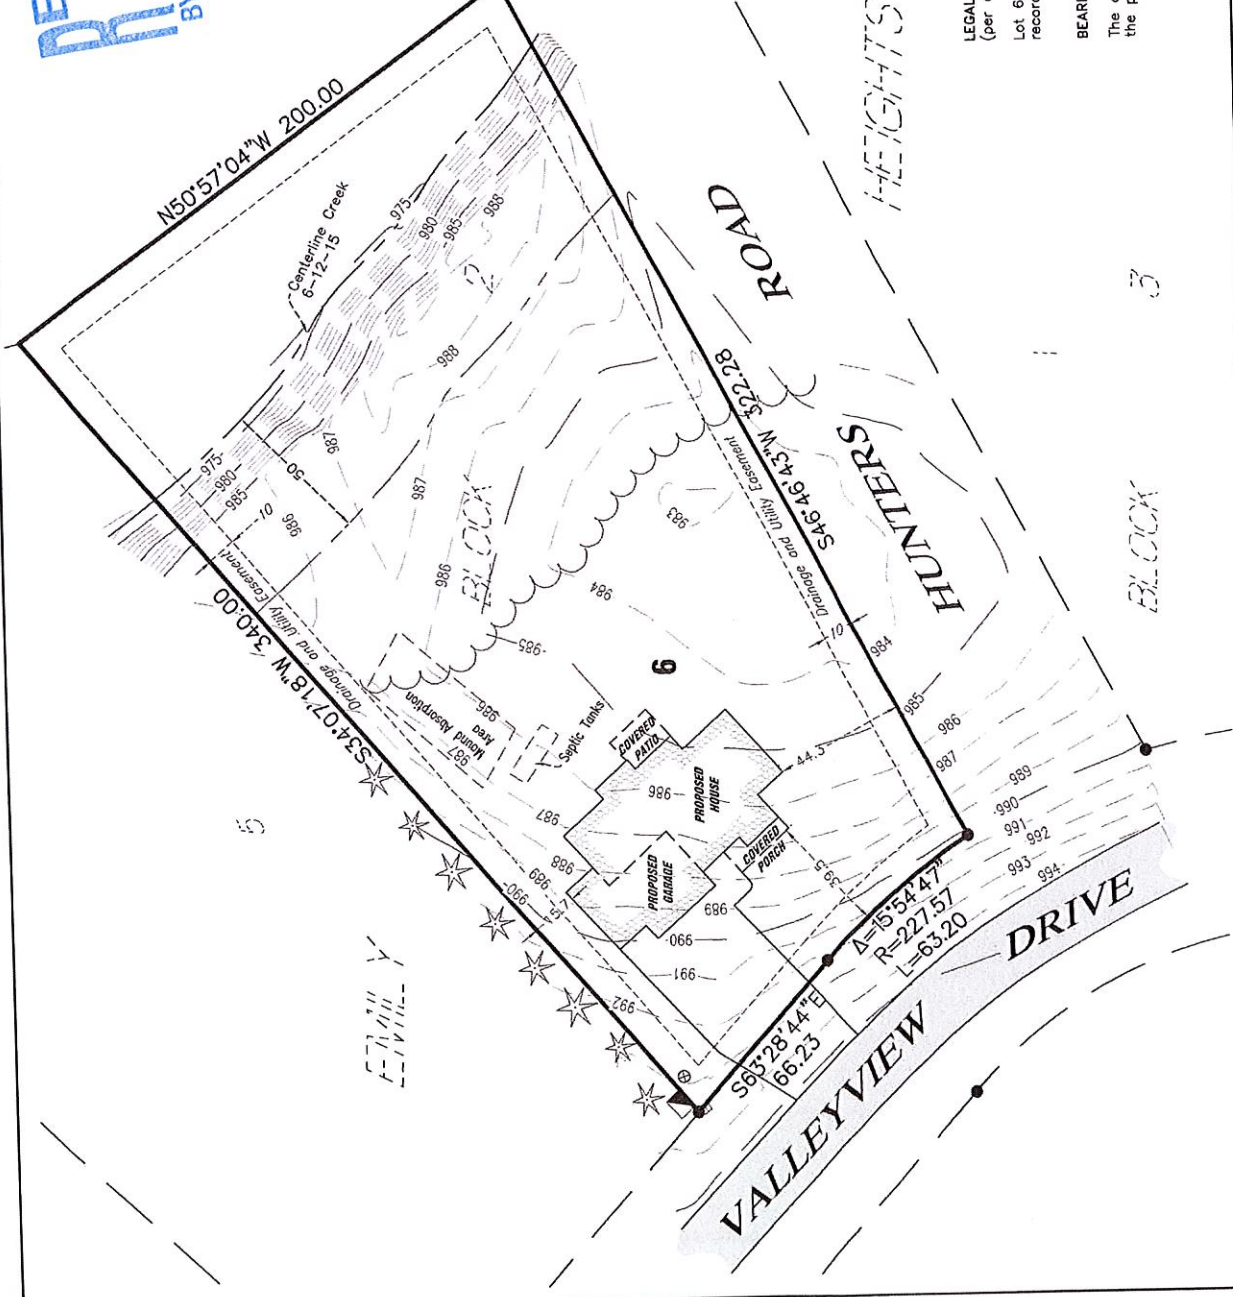 N50°57'04"W 200.00
Centerline Creek
6-12-15
975
980
985
988
2
988
975
980
985
986
10
50
987
987
986
BLOCK
Drainage and Utility Easement
S34°07'18"W 340.00
S46°46'43"W 322.28
Drainage and Utility Easement
10
HUNTERS ROAD
HEIGHTS
BLOCK 3
983
984
985
6
984
985
986
987
989
990
991
992
993
994
Mound Absorption
Area
986
987
Septic Tanks
COVERED
PATIO
986
PROPOSED
HOUSE
44.3
PROPOSED
GARAGE
COVERED
PORCH
39.5
987
988
989
990
989
990
991
992
5
EMILY
S63°28'44"E
66.23
Δ=15°54'47"
R=227.57
L=63.20
VALLEYVIEW DRIVE
LEGAL
(per
Lot 6
The
the